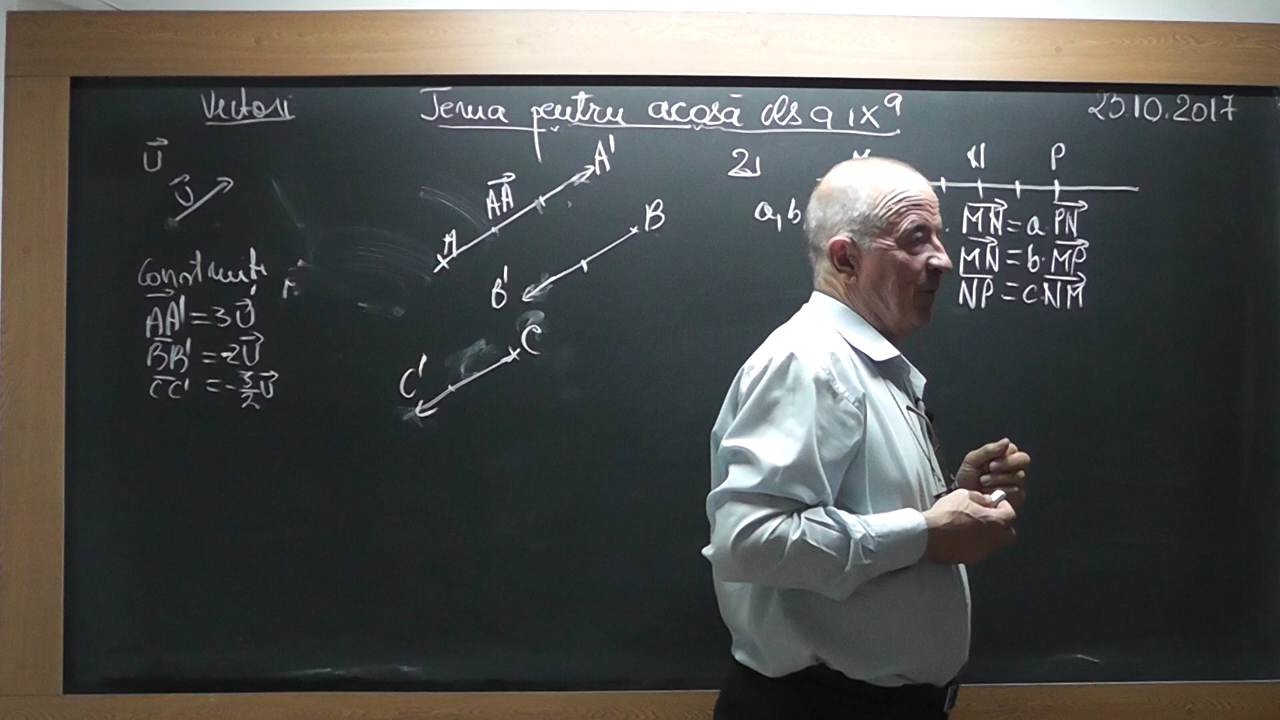 Vectori
Tema pentru acasă cls a IX a
23.10.2017
U⃗
U⃗
Construiți
AA'⃗ = 3U⃗
BB'⃗ = -2U⃗
CC'⃗ = -3/2 U⃗
A AA⃗ A'
B B'
C C'
2)
N P
a,b
MN⃗ = a PN⃗
MN⃗ = b·MP⃗
NP⃗ = c NM⃗